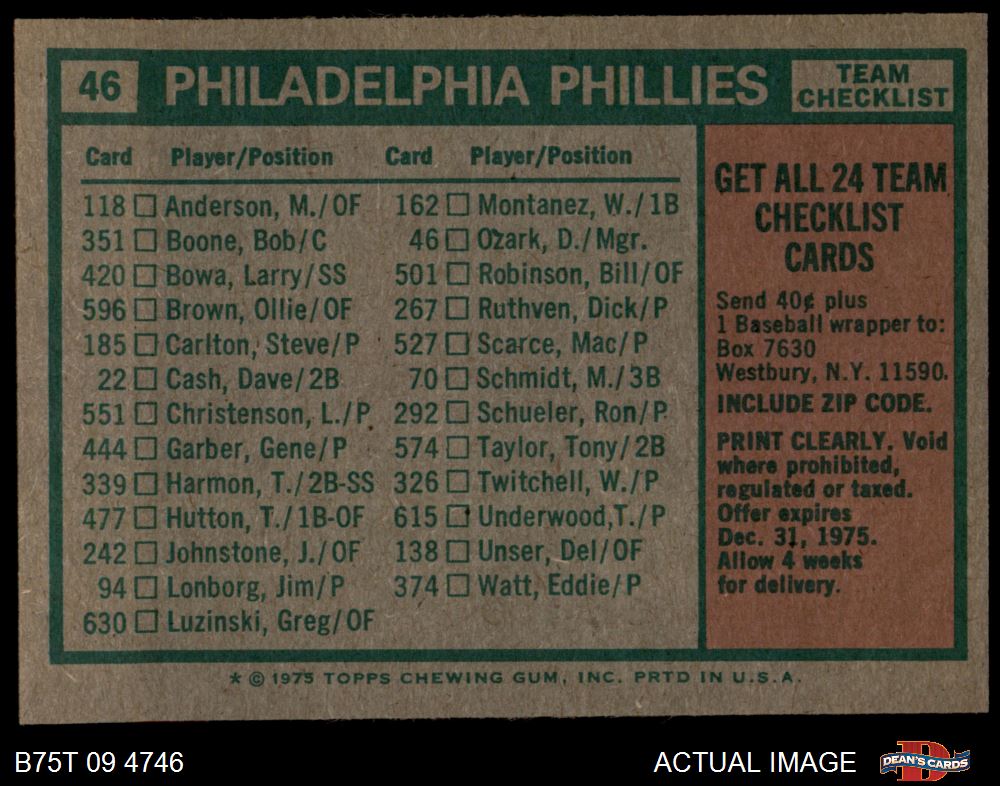 46 PHILADELPHIA PHILLIES TEAM CHECKLIST
Card Player/Position Card Player/Position
118 Anderson, M./OF 162 Montanez, W./1B
351 Boone, Bob/C 46 Ozark, D./Mgr.
420 Bowa, Larry/SS 501 Robinson, Bill/OF
596 Brown, Ollie/OF 267 Ruthven, Dick/P
185 Carlton, Steve/P 527 Scarce, Mac/P
22 Cash, Dave/2B 70 Schmidt, M./3B
551 Christenson, L./P 292 Schueler, Ron/P
444 Garber, Gene/P 574 Taylor, Tony/2B
339 Harmon, T./2B-SS 326 Twitchell, W./P
477 Hutton, T./1B-OF 615 Underwood,T./P
242 Johnstone, J./OF 138 Unser, Del/OF
94 Lonborg, Jim/P 374 Watt, Eddie/P
630 Luzinski, Greg/OF
GET ALL 24 TEAM
CHECKLIST
CARDS
Send 40¢ plus
1 Baseball wrapper to:
Box 7630
Westbury, N.Y. 11590.
INCLUDE ZIP CODE.
PRINT CLEARLY. Void
where prohibited,
regulated or taxed.
Offer expires
Dec. 31, 1975.
Allow 4 weeks
for delivery.
* © 1975 TOPPS CHEWING GUM, INC. PRTD IN U.S.A.
B75T 09 4746 ACTUAL IMAGE D DEAN'S CARDS